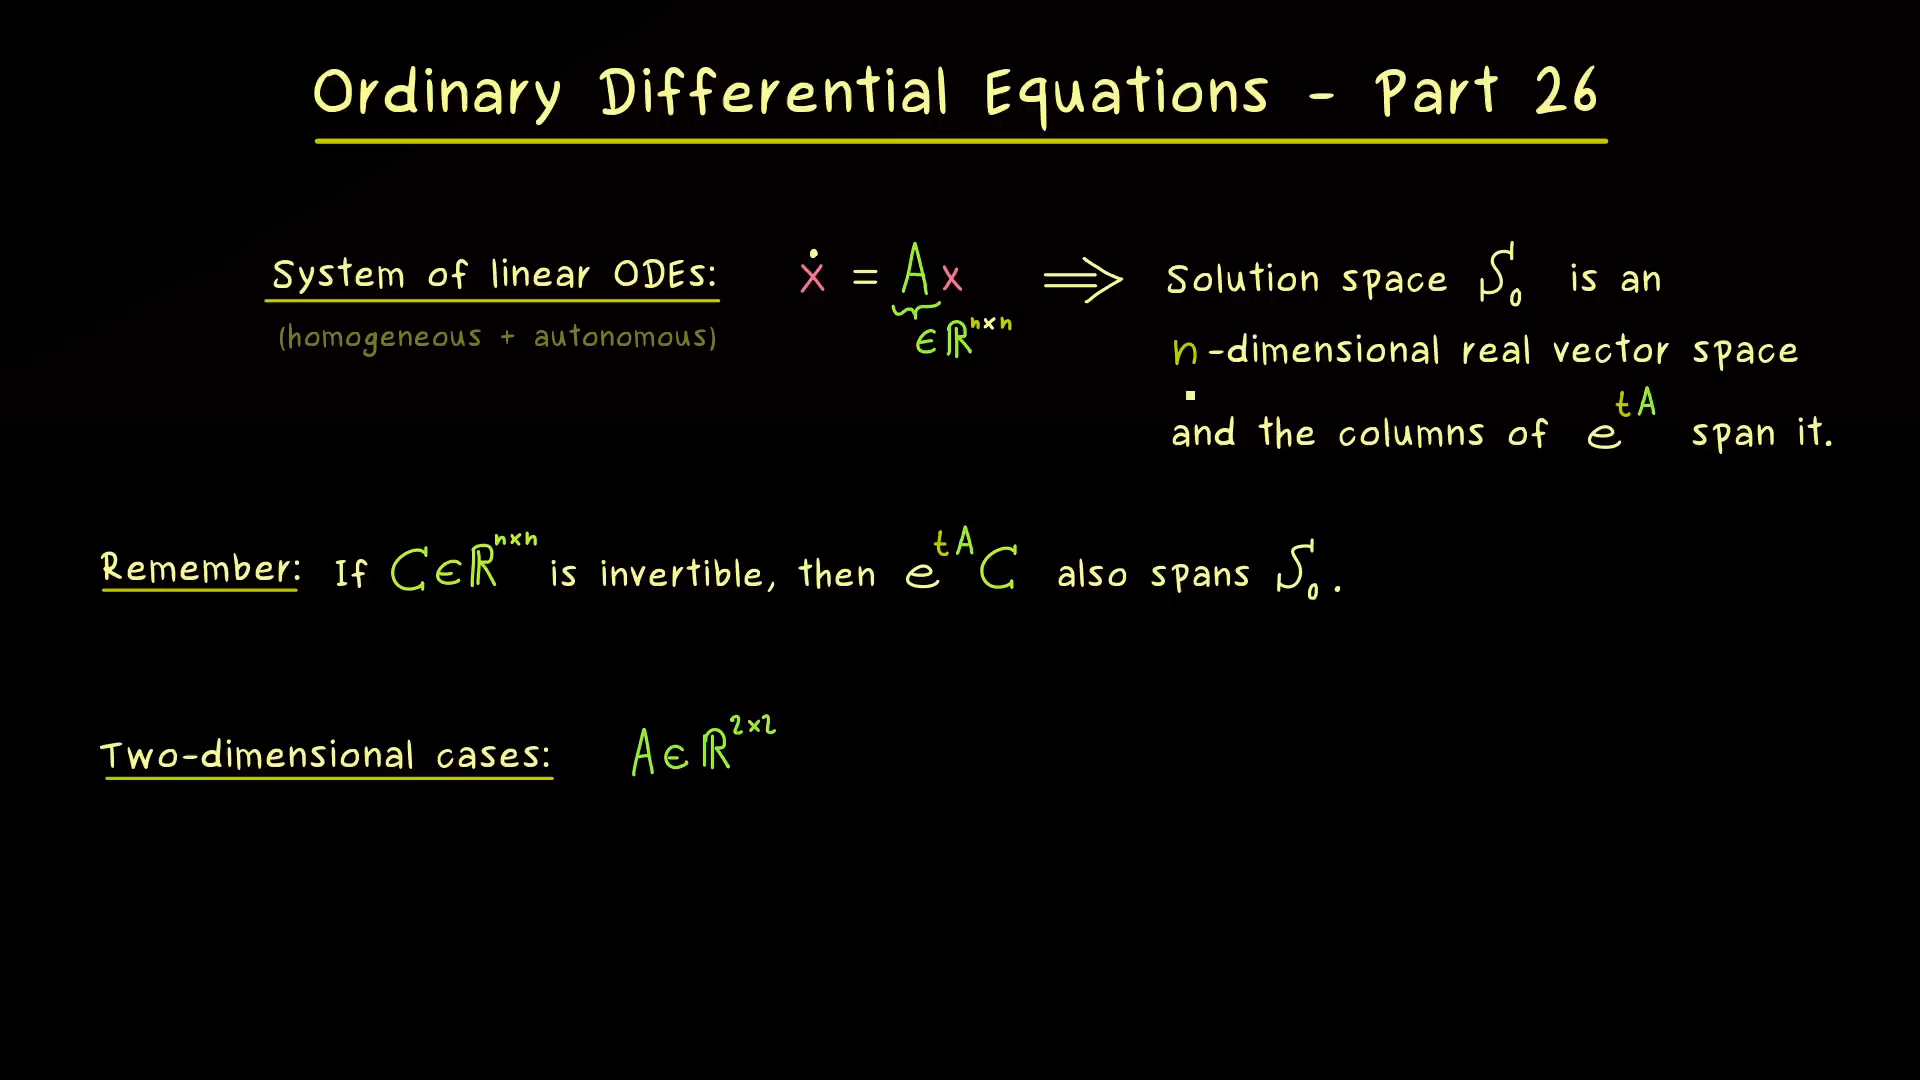 Ordinary Differential Equations - Part 26
System of linear ODEs: ẋ = Ax ⟹ Solution space S₀ is an
(homogeneous + autonomous) ∈ℝⁿˣⁿ n-dimensional real vector space
and the columns of e^{tA} span it.
Remember: If C∈ℝⁿˣⁿ is invertible, then e^{tA}C also spans S₀.
Two-dimensional cases: A∈ℝ²ˣ²